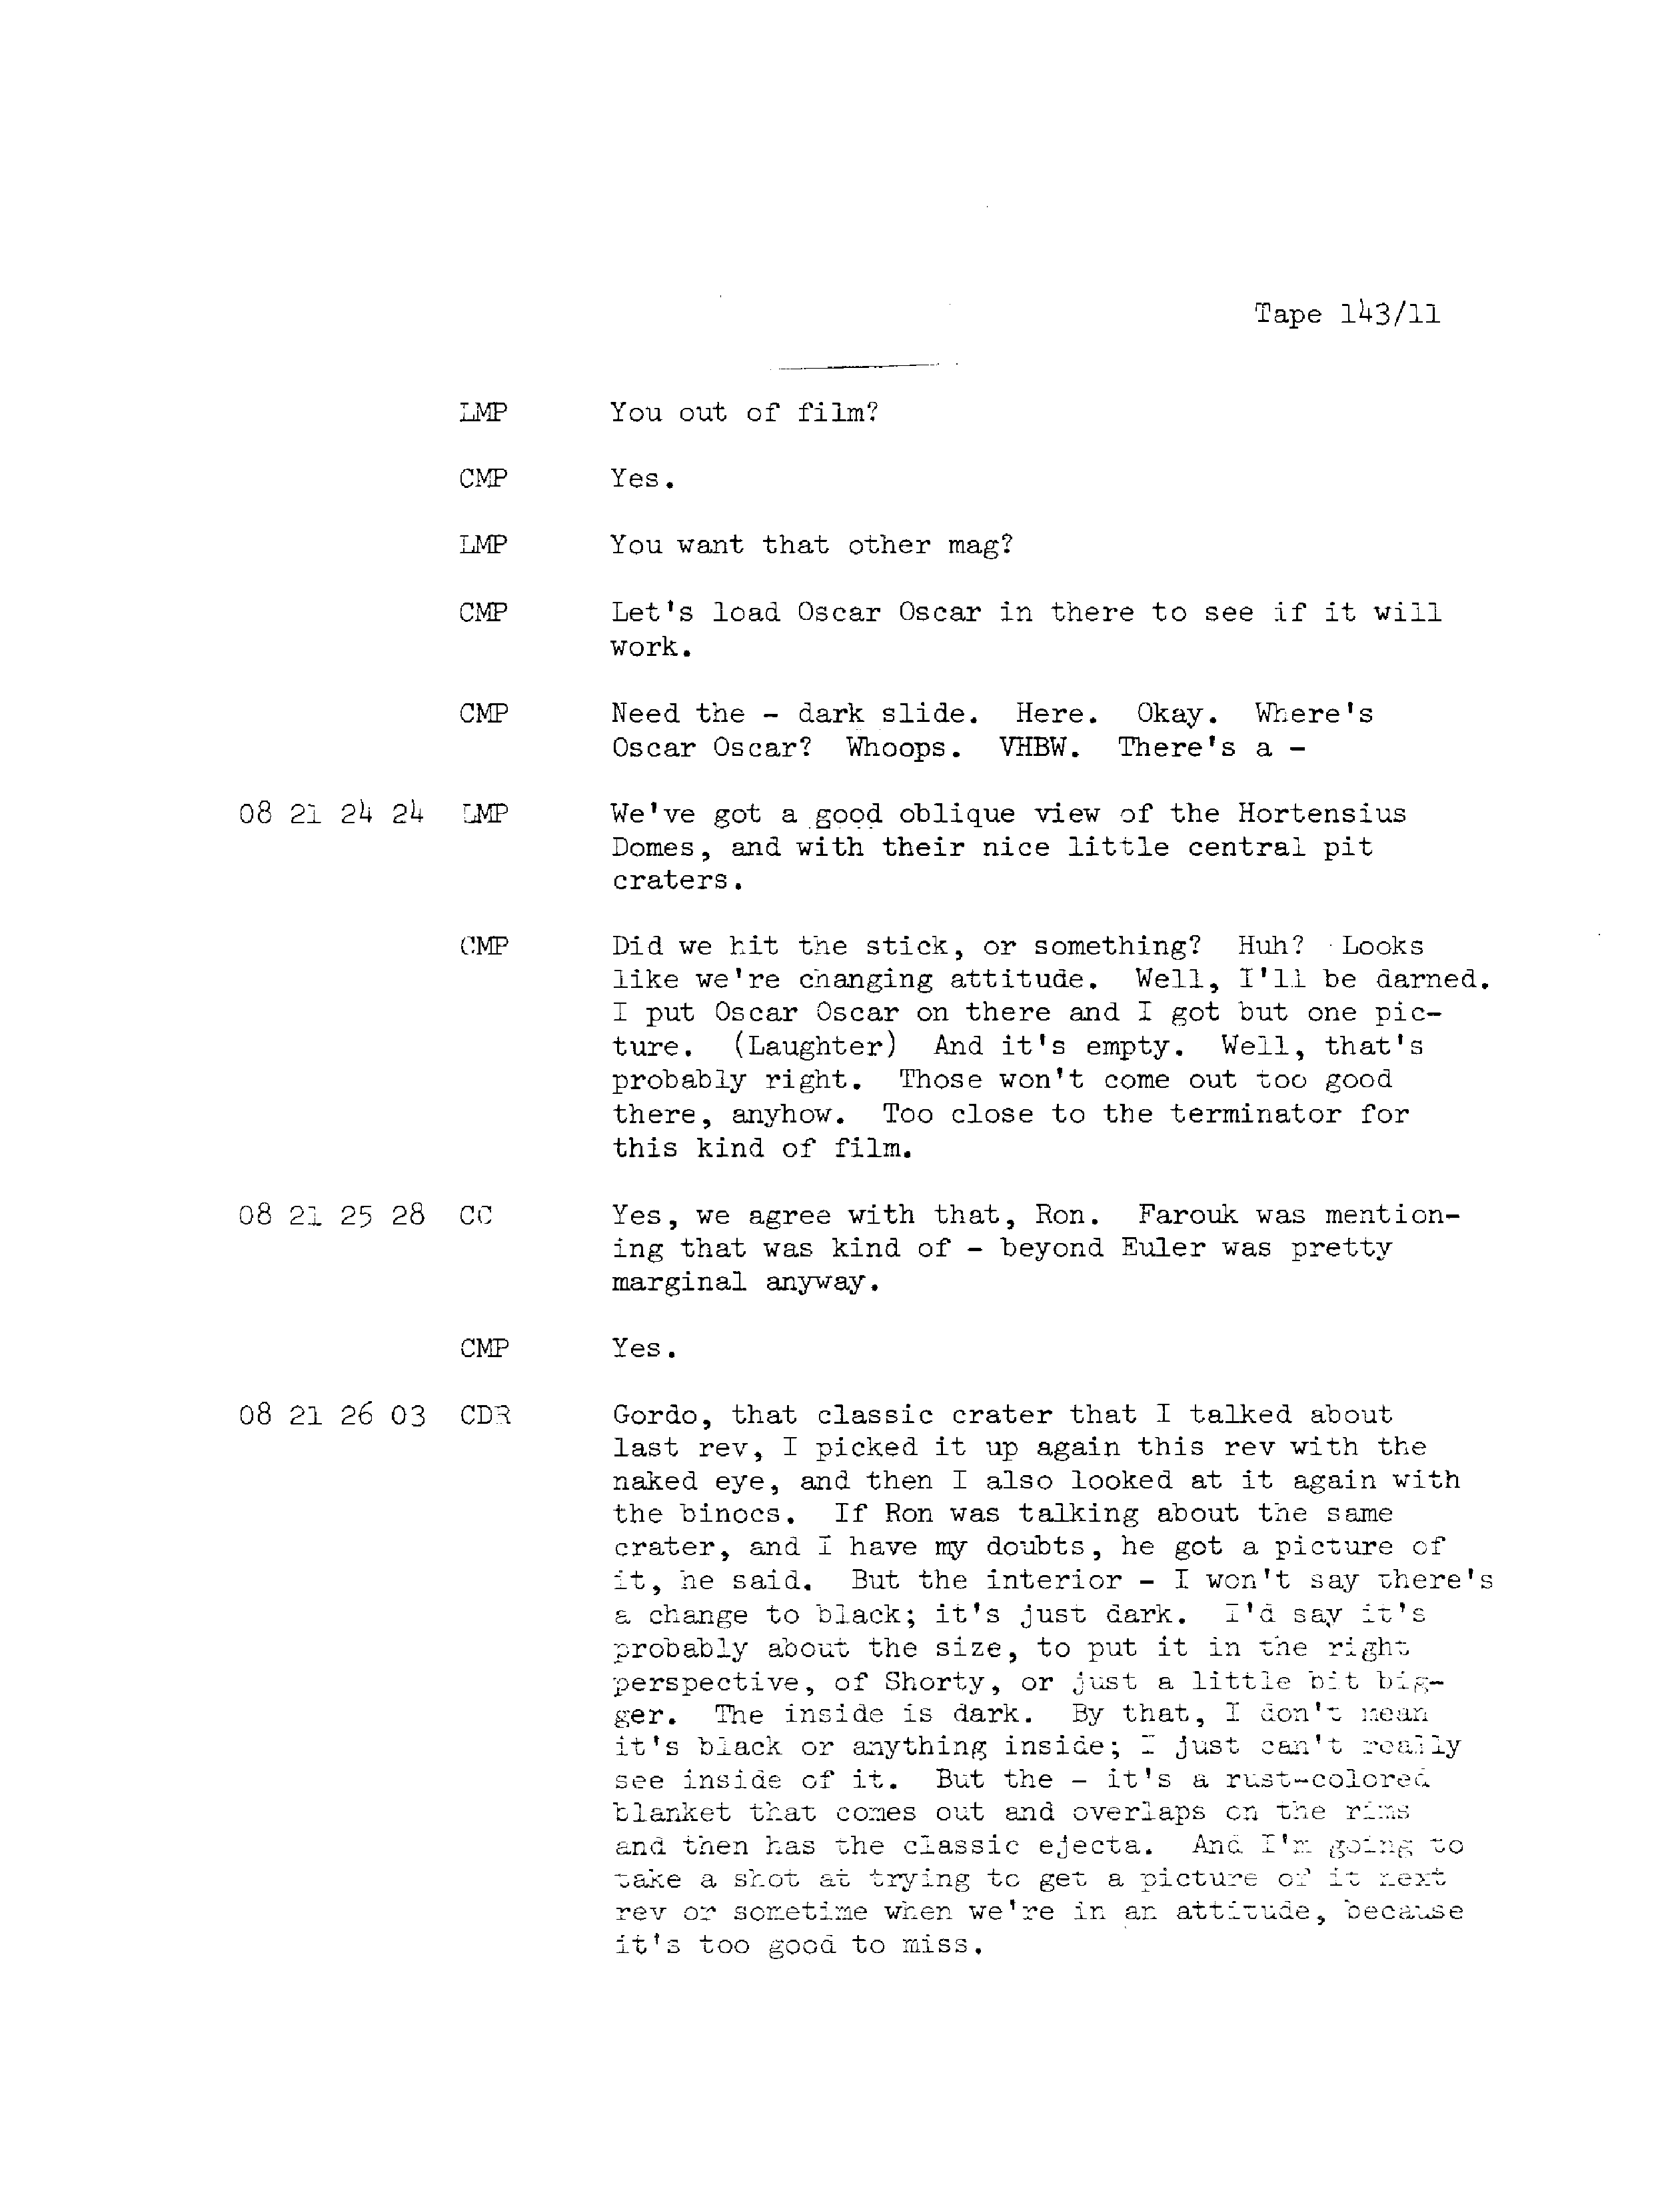 Tape 143/11
LMP You out of film?
CMP Yes.
LMP You want that other mag?
CMP Let's load Oscar Oscar in there to see if it will
work.
CMP Need the - dark slide. Here. Okay. Where's
Oscar Oscar? Whoops. VHBW. There's a -
08 21 24 24 LMP We've got a good oblique view of the Hortensius
Domes, and with their nice little central pit
craters.
CMP Did we hit the stick, or something? Huh? Looks
like we're changing attitude. Well, I'll be darned.
I put Oscar Oscar on there and I got but one pic-
ture. (Laughter) And it's empty. Well, that's
probably right. Those won't come out too good
there, anyhow. Too close to the terminator for
this kind of film.
08 21 25 28 CC Yes, we agree with that, Ron. Farouk was mention-
ing that was kind of - beyond Euler was pretty
marginal anyway.
CMP Yes.
08 21 26 03 CDR Gordo, that classic crater that I talked about
last rev, I picked it up again this rev with the
naked eye, and then I also looked at it again with
the binocs. If Ron was talking about the same
crater, and I have my doubts, he got a picture of
it, he said. But the interior - I won't say there's
a change to black; it's just dark. I'd say it's
probably about the size, to put it in the right
perspective, of Shorty, or just a little bit big-
ger. The inside is dark. By that, I don't mean
it's black or anything inside; I just can't really
see inside of it. But the - it's a rust-colored
blanket that comes out and overlaps on the rims
and then has the classic ejecta. And I'm going to
take a shot at trying to get a picture of it next
rev or sometime when we're in an attitude, because
it's too good to miss.